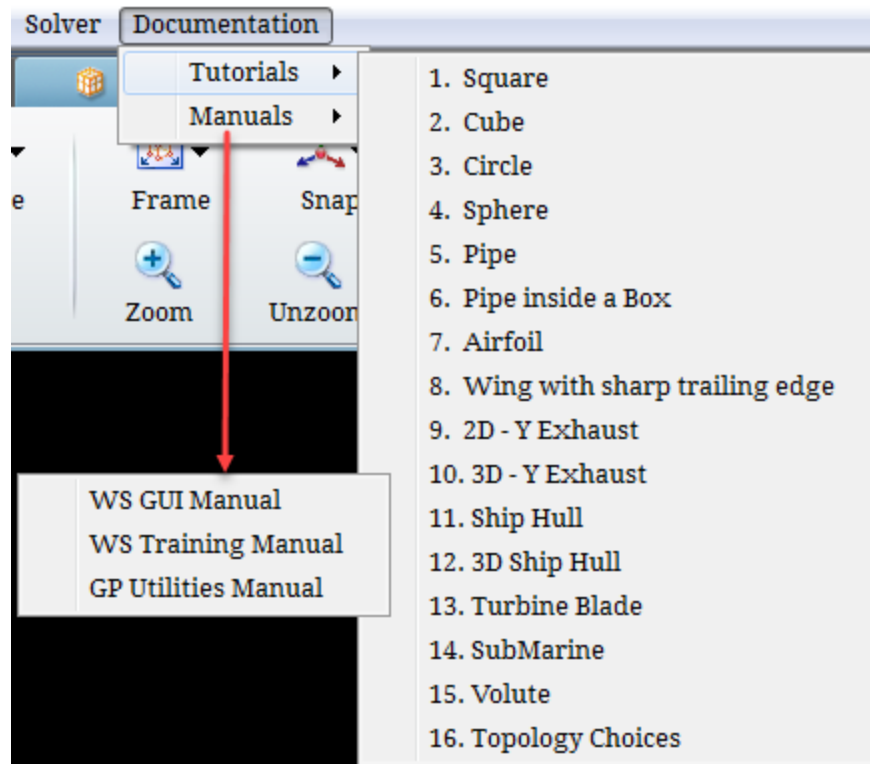 Solver Documentation
Tutorials
Manuals
1. Square
2. Cube
3. Circle
4. Sphere
5. Pipe
6. Pipe inside a Box
7. Airfoil
8. Wing with sharp trailing edge
9. 2D - Y Exhaust
10. 3D - Y Exhaust
11. Ship Hull
12. 3D Ship Hull
13. Turbine Blade
14. SubMarine
15. Volute
16. Topology Choices
e Frame Snap
Zoom Unzoom
WS GUI Manual
WS Training Manual
GP Utilities Manual